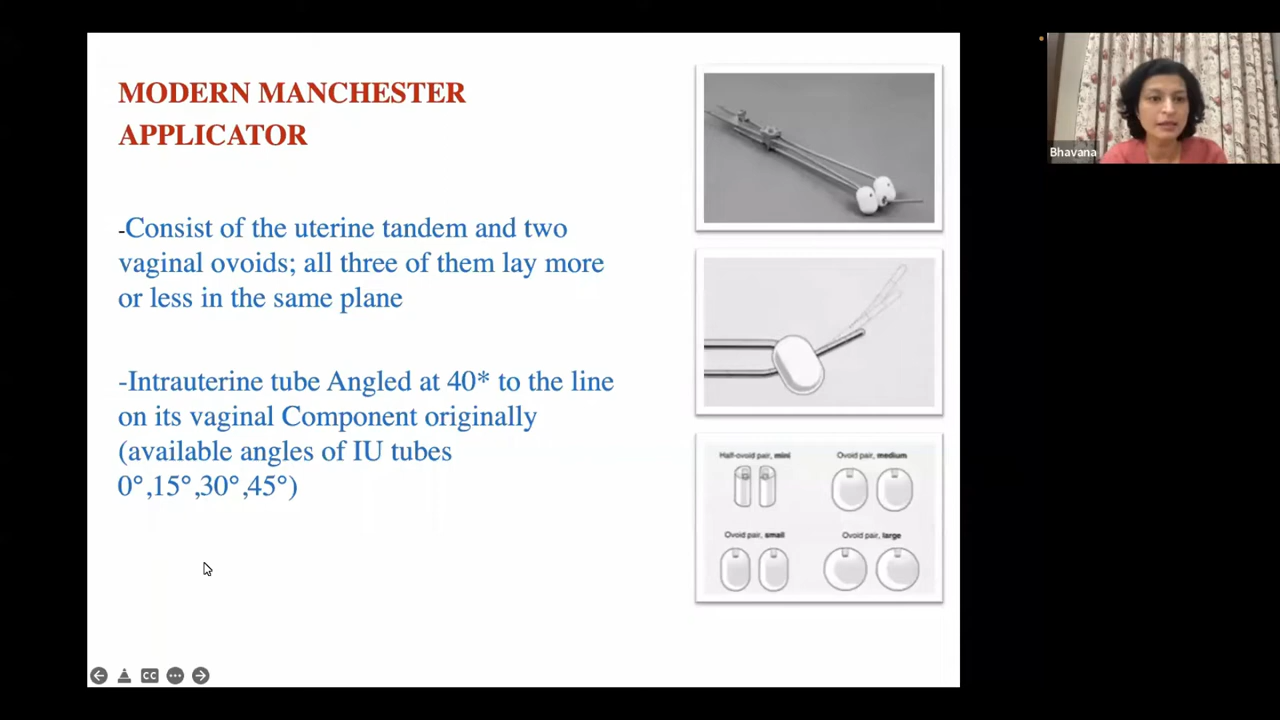 MODERN MANCHESTER
APPLICATOR
-Consist of the uterine tandem and two
vaginal ovoids; all three of them lay more
or less in the same plane
-Intrauterine tube Angled at 40* to the line
on its vaginal Component originally
(available angles of IU tubes
0°,15°,30°,45°)
Half-ovoid pair, mini
Ovoid pair, medium
Ovoid pair, small
Ovoid pair, large
CC
Bhavana